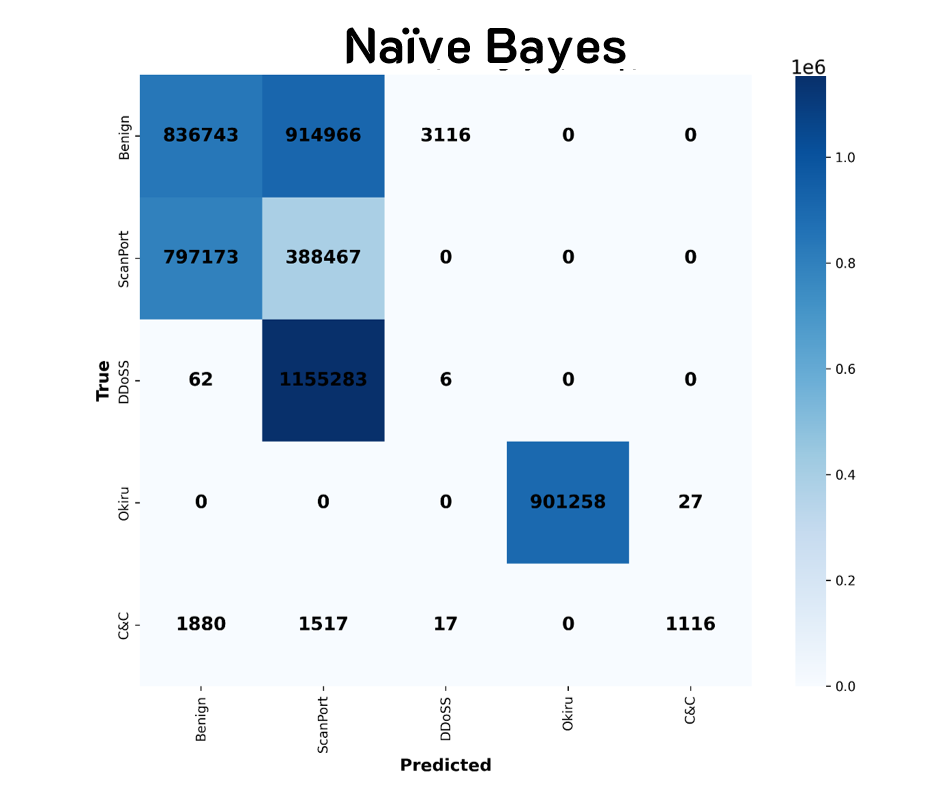 Naïve Bayes
1e6
Benign 836743 914966 3116 0 0
ScanPort 797173 388467 0 0 0
DDoSS 62 1155283 6 0 0
Okiru 0 0 0 901258 27
C&C 1880 1517 17 0 1116
Benign ScanPort DDoSS Okiru C&C
True
Predicted
1.0
0.8
0.6
0.4
0.2
0.0